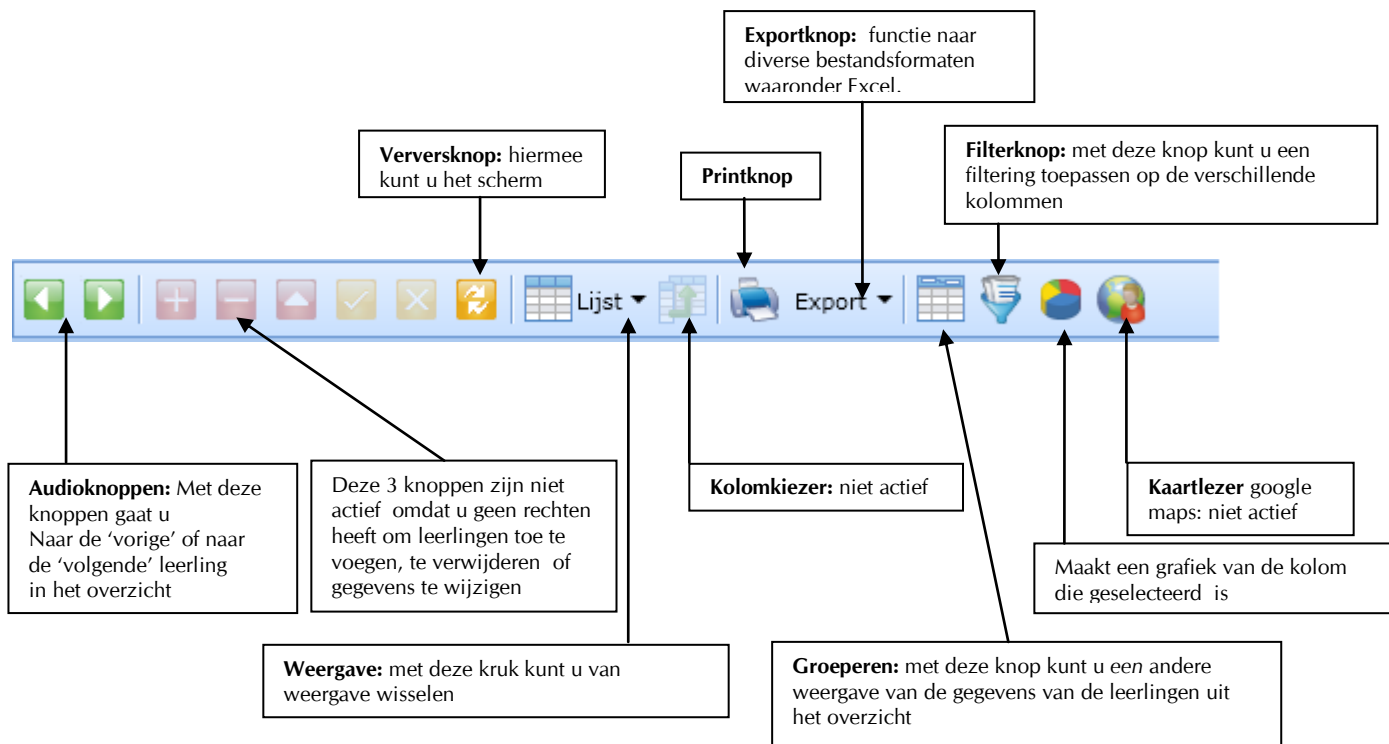 Exportknop: functie naar
diverse bestandsformaten
waaronder Excel.
Ververs­knop: hiermee
kunt u het scherm
Printknop
Filterknop: met deze knop kunt u een
filtering toepassen op de verschillende
kolommen
Lijst
Export
Audioknoppen: Met deze
knoppen gaat u
Naar de ‘vorige’ of naar
de ‘volgende’ leerling
in het overzicht
Deze 3 knoppen zijn niet
actief omdat u geen rechten
heeft om leerlingen toe te
voegen, te verwijderen of
gegevens te wijzigen
Kolomkiezer: niet actief
Kaartlezer google
maps: niet actief
Maakt een grafiek van de kolom
die geselecteerd is
Weergave: met deze kruk kunt u van
weergave wisselen
Groeperen: met deze knop kunt u een andere
weergave van de gegevens van de leerlingen uit
het overzicht